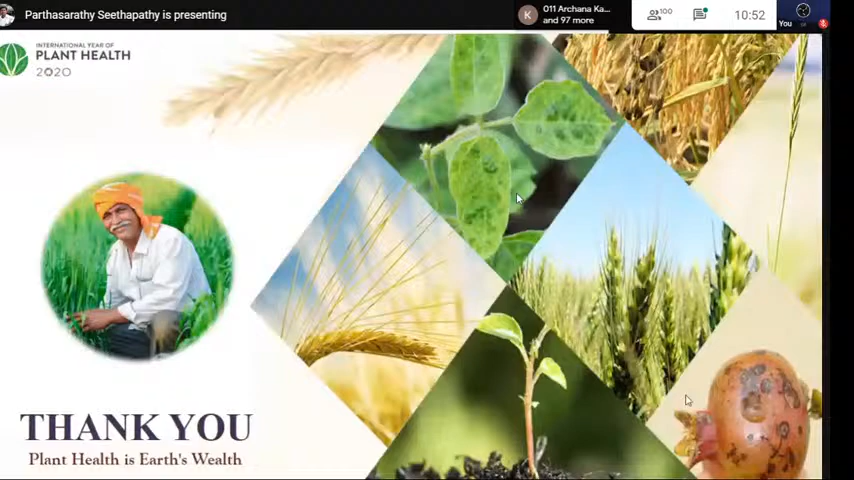 Parthasarathy Seethapathy is presenting
K
011 Archana Ka...
and 97 more
100
10:52
You
INTERNATIONAL YEAR OF
PLANT HEALTH
2020
THANK YOU
Plant Health is Earth's Wealth